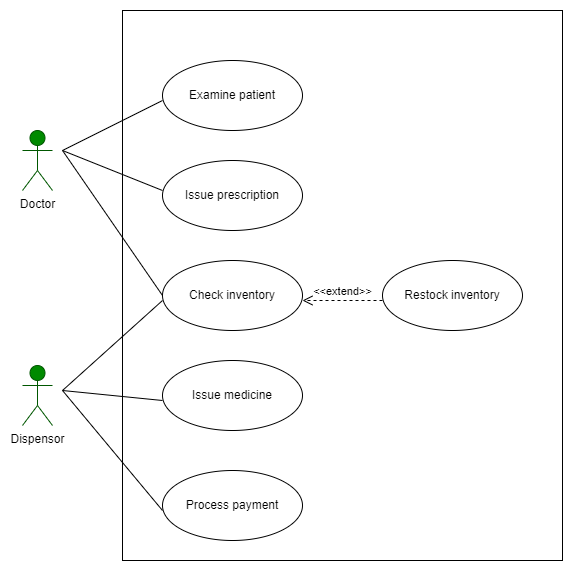 Examine patient
Doctor
Issue prescription
Check inventory
<<extend>>
Restock inventory
Dispensor
Issue medicine
Process payment